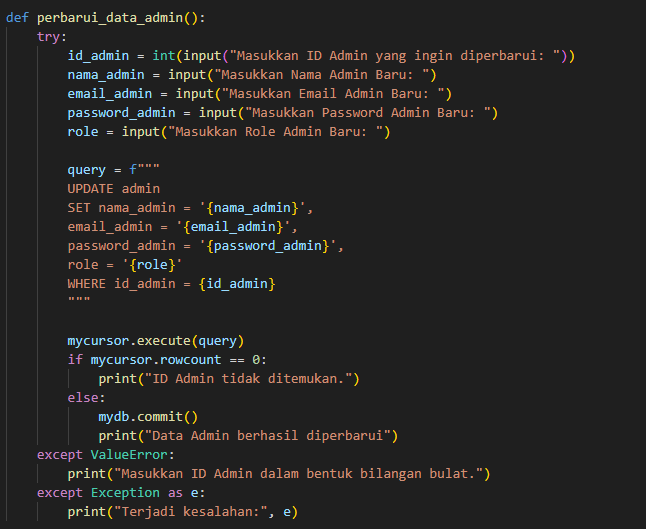 def perbarui_data_admin():
    try:
        id_admin = int(input("Masukkan ID Admin yang ingin diperbarui: "))
        nama_admin = input("Masukkan Nama Admin Baru: ")
        email_admin = input("Masukkan Email Admin Baru: ")
        password_admin = input("Masukkan Password Admin Baru: ")
        role = input("Masukkan Role Admin Baru: ")

        query = f"""
        UPDATE admin
        SET nama_admin = '{nama_admin}',
        email_admin = '{email_admin}',
        password_admin = '{password_admin}',
        role = '{role}'
        WHERE id_admin = {id_admin}
        """

        mycursor.execute(query)
        if mycursor.rowcount == 0:
            print("ID Admin tidak ditemukan.")
        else:
            mydb.commit()
            print("Data Admin berhasil diperbarui")
    except ValueError:
        print("Masukkan ID Admin dalam bentuk bilangan bulat.")
    except Exception as e:
        print("Terjadi kesalahan:", e)